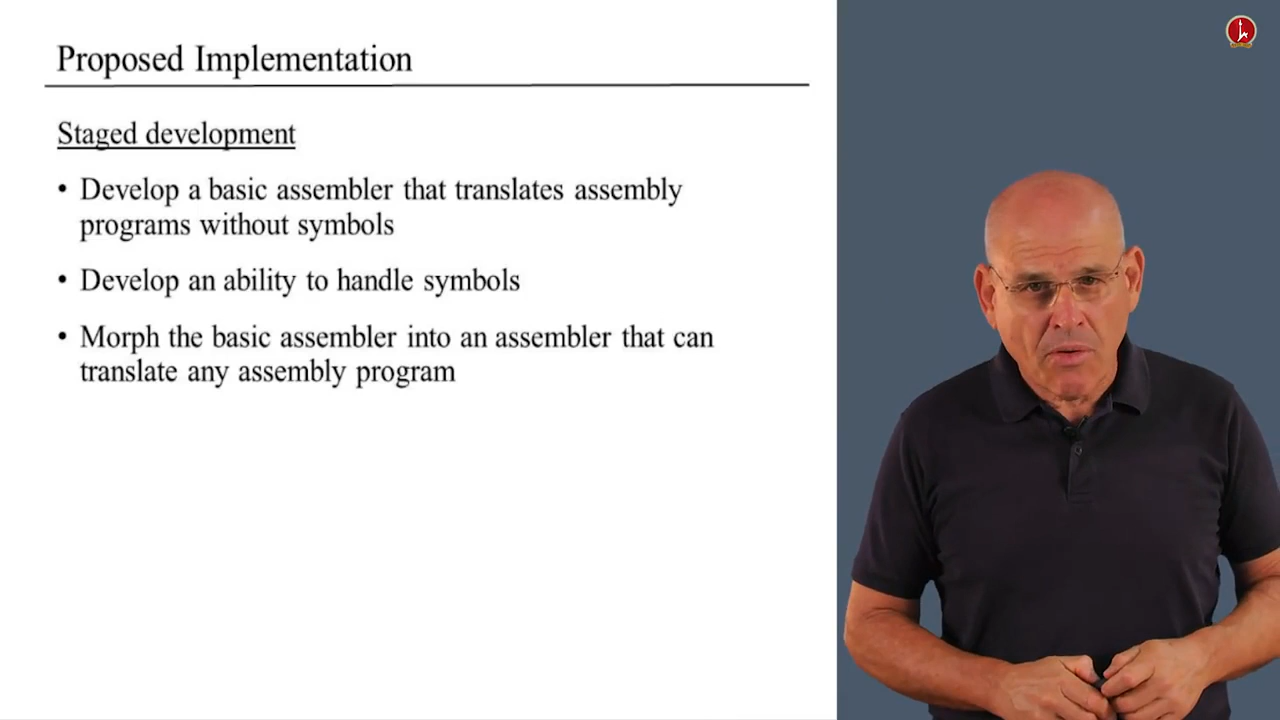 Proposed Implementation
Staged development
• Develop a basic assembler that translates assembly
programs without symbols
• Develop an ability to handle symbols
• Morph the basic assembler into an assembler that can
translate any assembly program